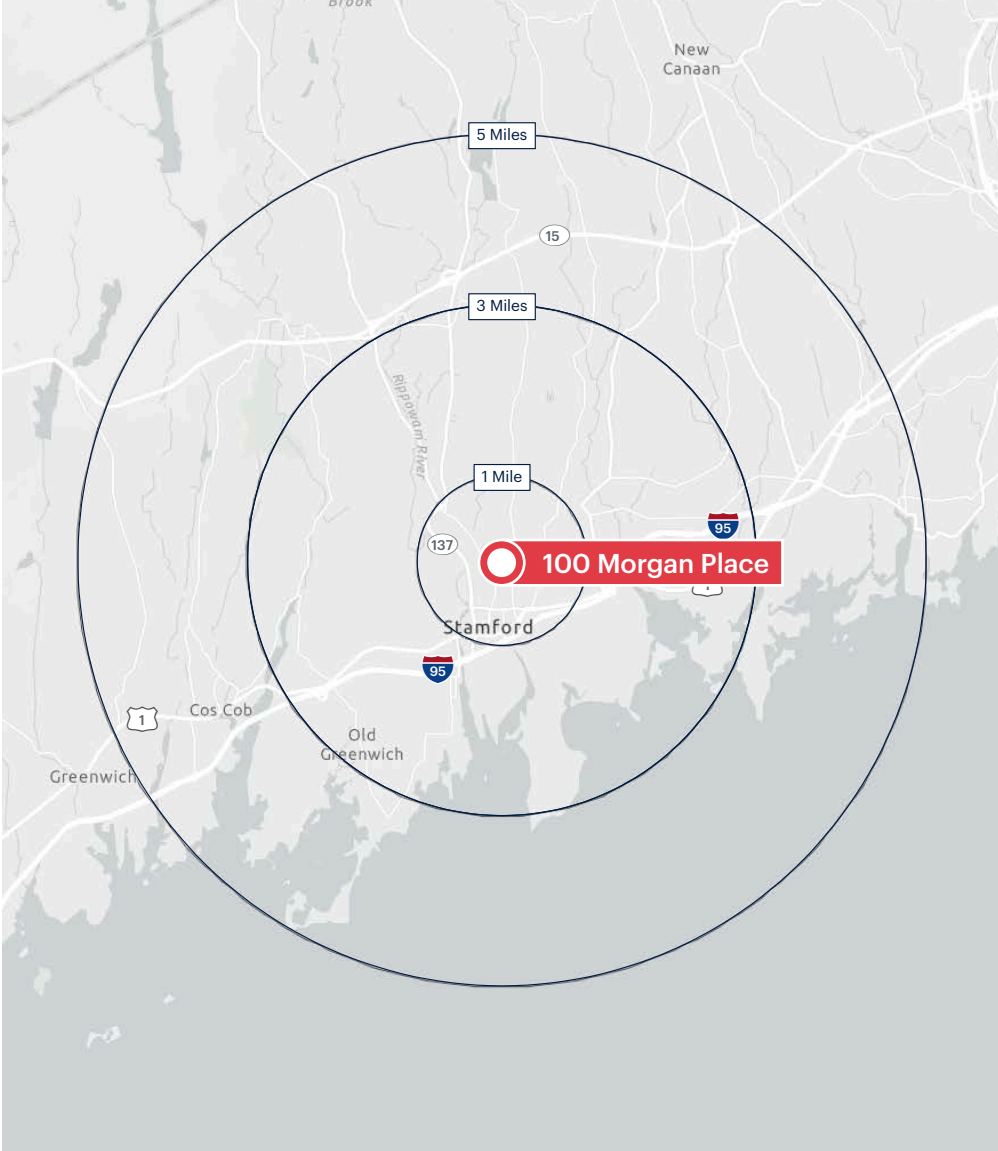 Brook
New
Canaan
5 Miles
15
3 Miles
Rippowam River
1 Mile
95
137
100 Morgan Place
1
Stamford
95
Cos Cob
1
Old
Greenwich
Greenwich